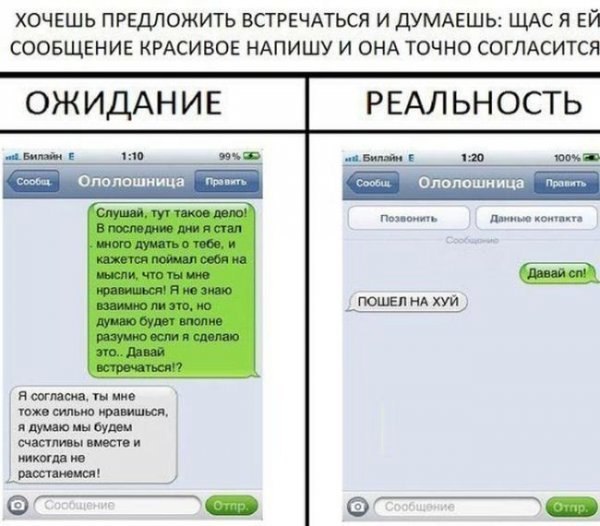 ХОЧЕШЬ ПРЕДЛОЖИТЬ ВСТРЕЧАТЬСЯ И ДУМАЕШЬ: ЩАС Я ЕЙ
СООБЩЕНИЕ КРАСИВОЕ НАПИШУ И ОНА ТОЧНО СОГЛАСИТСЯ
ОЖИДАНИЕ
Билайн E 1:10 99%
Сообщ. Ололошница Править
Слушай, тут такое дело!
В последние дни я стал
много думать о тебе, и
кажется поймал себя на
мысли, что ты мне
нравишься! Я не знаю
взаимно ли это, но
думаю будет вполне
разумно если я сделаю
это.. Давай
встречаться!?
Я согласна, ты мне
тоже сильно нравишься,
я думаю мы будем
счастливы вместе и
никогда не
расстанемся!
Сообщение Отпр.
РЕАЛЬНОСТЬ
Билайн E 1:20 100%
Сообщ. Ололошница Править
Позвонить Данные контакта
Сообщение
Давай сп!
ПОШЕЛ НА ХУЙ
Сообщение Отпр.